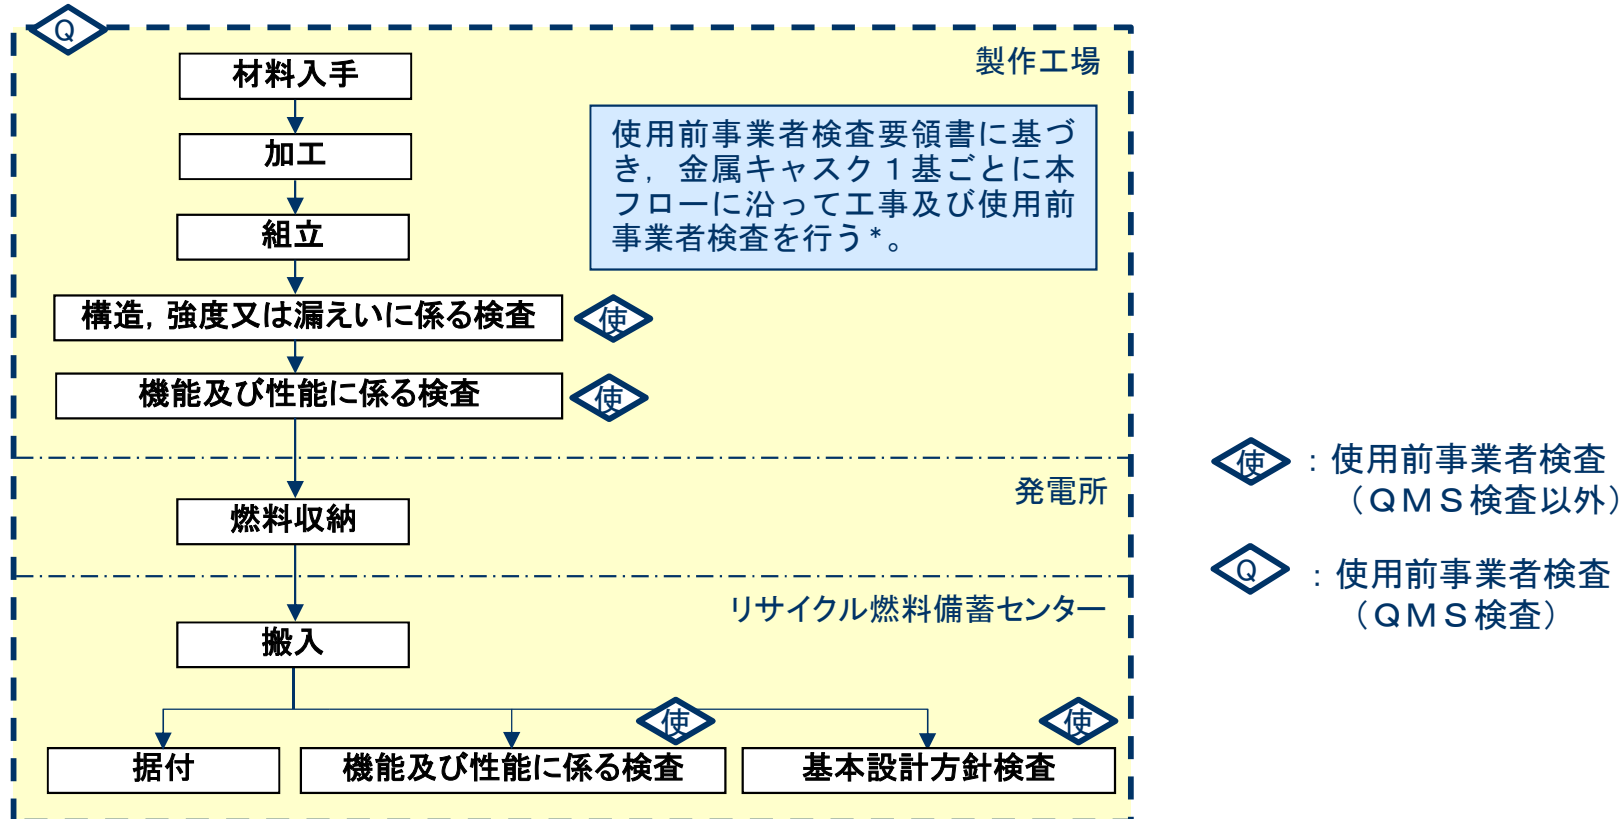 Q
製作工場
材料入手
加工
組立
使用前事業者検査要領書に基づ
き，金属キャスク１基ごとに本
フローに沿って工事及び使用前
事業者検査を行う*。
構造，強度又は漏えいに係る検査
使
機能及び性能に係る検査
使
発電所
燃料収納
リサイクル燃料備蓄センター
搬入
使
使
据付
機能及び性能に係る検査
基本設計方針検査
使：使用前事業者検査
（ＱＭＳ検査以外）
Q：使用前事業者検査
（ＱＭＳ検査）